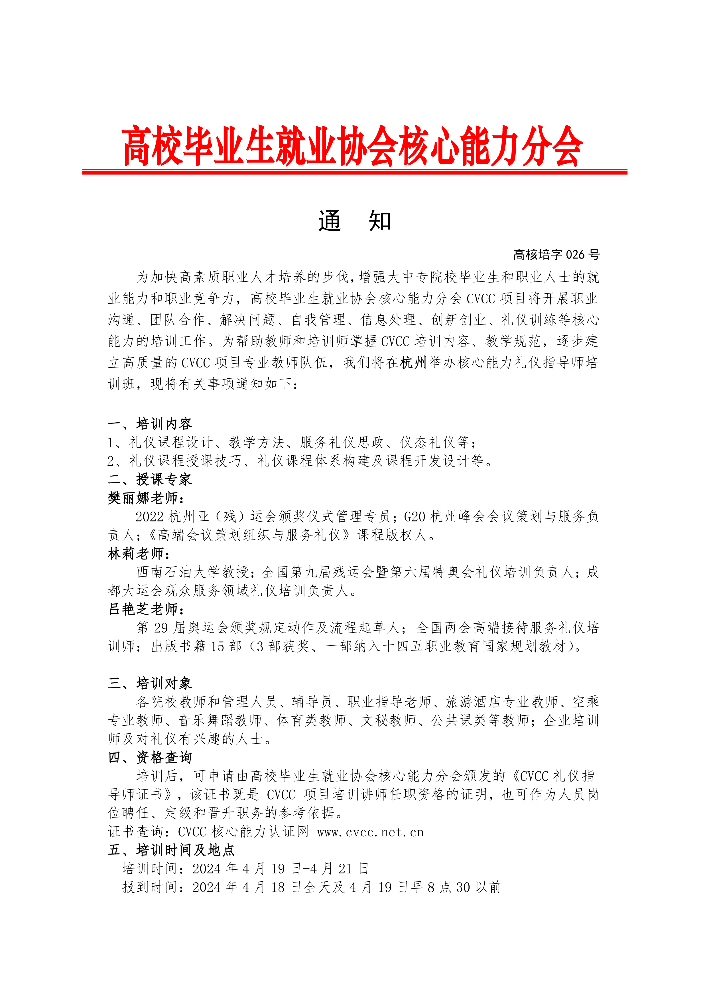 高校毕业生就业协会核心能力分会
通 知
高核培字 026 号
为加快高素质职业人才培养的步伐，增强大中专院校毕业生和职业人士的就
业能力和职业竞争力，高校毕业生就业协会核心能力分会 CVCC 项目将开展职业
沟通、团队合作、解决问题、自我管理、信息处理、创新创业、礼仪训练等核心
能力的培训工作。为帮助教师和培训师掌握 CVCC 培训内容、教学规范，逐步建
立高质量的 CVCC 项目专业教师队伍，我们将在杭州举办核心能力礼仪指导师培
训班，现将有关事项通知如下：
一、培训内容
1、礼仪课程设计、教学方法、服务礼仪思政、仪态礼仪等；
2、礼仪课程授课技巧、礼仪课程体系构建及课程开发设计等。
二、授课专家
樊丽娜老师：
2022 杭州亚（残）运会颁奖仪式管理专员；G20 杭州峰会会议策划与服务负
责人；《高端会议策划组织与服务礼仪》课程版权人。
林莉老师：
西南石油大学教授；全国第九届残运会暨第六届特奥会礼仪培训负责人；成
都大运会观众服务领域礼仪培训负责人。
吕艳芝老师：
第 29 届奥运会颁奖规定动作及流程起草人；全国两会高端接待服务礼仪培
训师；出版书籍 15 部（3 部获奖、一部纳入十四五职业教育国家规划教材）。
三、培训对象
各院校教师和管理人员、辅导员、职业指导老师、旅游酒店专业教师、空乘
专业教师、音乐舞蹈教师、体育类教师、文秘教师、公共课类等教师；企业培训
师及对礼仪有兴趣的人士。
四、资格查询
培训后，可申请由高校毕业生就业协会核心能力分会颁发的《CVCC 礼仪指
导师证书》，该证书既是 CVCC 项目培训讲师任职资格的证明，也可作为人员岗
位聘任、定级和晋升职务的参考依据。
证书查询：CVCC 核心能力认证网 www.cvcc.net.cn
五、培训时间及地点
培训时间：2024 年 4 月 19 日-4 月 21 日
报到时间：2024 年 4 月 18 日全天及 4 月 19 日早 8 点 30 以前